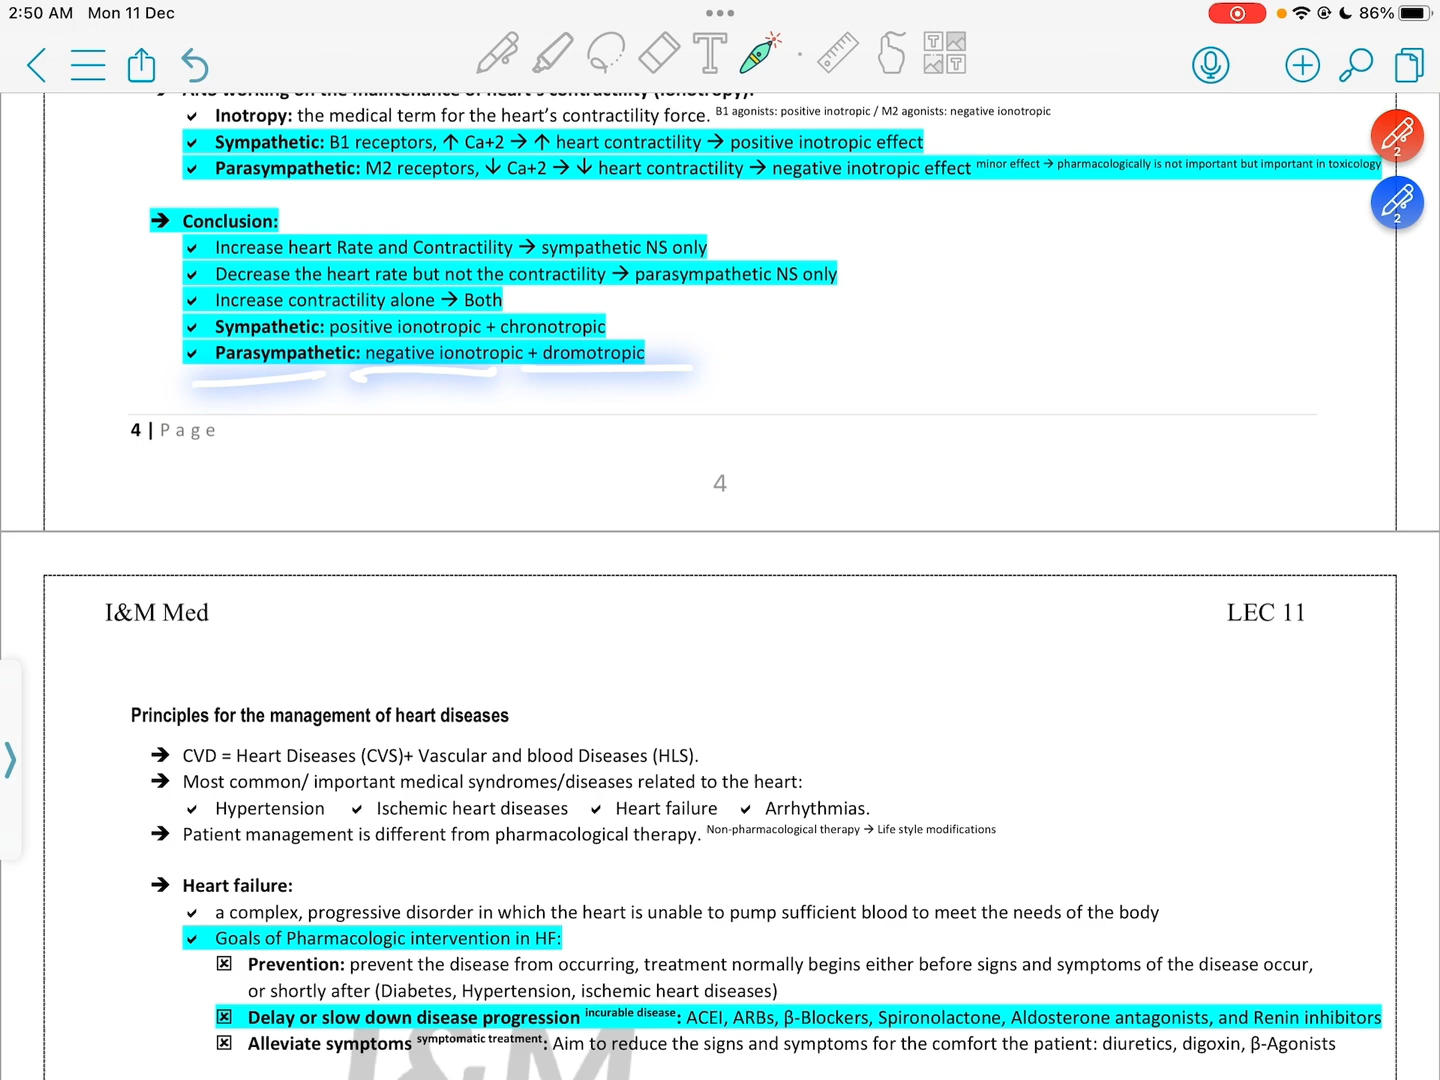 2:50 AM Mon 11 Dec
86%
2
2
ANS working on the maintenance of heart's contractility (ionotropy):
✓ Inotropy: the medical term for the heart's contractility force. B1 agonists: positive inotropic / M2 agonists: negative ionotropic
✓ Sympathetic: B1 receptors, ↑ Ca+2 → ↑ heart contractility → positive inotropic effect
✓ Parasympathetic: M2 receptors, ↓ Ca+2 → ↓ heart contractility → negative inotropic effect minor effect → pharmacologically is not important but important in toxicology
→ Conclusion:
✓ Increase heart Rate and Contractility → sympathetic NS only
✓ Decrease the heart rate but not the contractility → parasympathetic NS only
✓ Increase contractility alone → Both
✓ Sympathetic: positive ionotropic + chronotropic
✓ Parasympathetic: negative ionotropic + dromotropic
4 | Page
4
I&M Med LEC 11
Principles for the management of heart diseases
→ CVD = Heart Diseases (CVS)+ Vascular and blood Diseases (HLS).
→ Most common/ important medical syndromes/diseases related to the heart:
✓ Hypertension ✓ Ischemic heart diseases ✓ Heart failure ✓ Arrhythmias.
→ Patient management is different from pharmacological therapy. Non-pharmacological therapy → Life style modifications
→ Heart failure:
✓ a complex, progressive disorder in which the heart is unable to pump sufficient blood to meet the needs of the body
✓ Goals of Pharmacologic intervention in HF:
☒ Prevention: prevent the disease from occurring, treatment normally begins either before signs and symptoms of the disease occur,
or shortly after (Diabetes, Hypertension, ischemic heart diseases)
☒ Delay or slow down disease progression incurable disease: ACEI, ARBs, β-Blockers, Spironolactone, Aldosterone antagonists, and Renin inhibitors
☒ Alleviate symptoms symptomatic treatment: Aim to reduce the signs and symptoms for the comfort the patient: diuretics, digoxin, β-Agonists
I&M